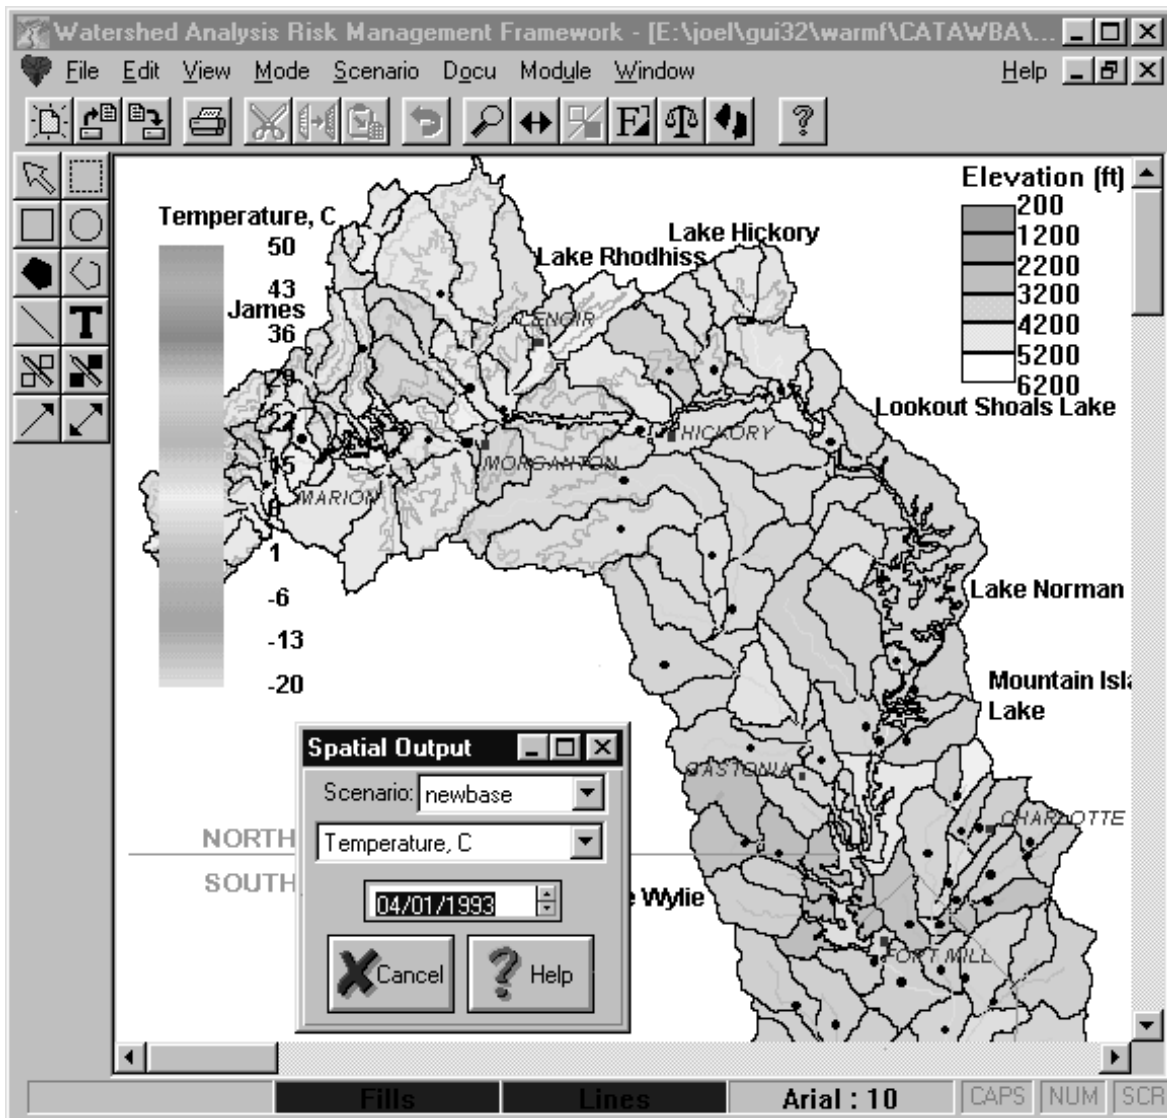 Watershed Analysis Risk Management Framework - [E:\joel\gui32\warmf\CATAWBA\...
File Edit View Mode Scenario Docu Module Window Help
Temperature, C
50
43
36
29
22
15
8
1
-6
-13
-20
James
Lake Rhodhiss
Lake Hickory
Elevation (ft)
200
1200
2200
3200
4200
5200
6200
Lookout Shoals Lake
LENOIR
HICKORY
MORGANTON
MARION
Lake Norman
Mountain Isla
Lake
GASTONIA
CHARLOTTE
NORTH
SOUTH
e Wylie
FORT MILL
Spatial Output
Scenario: newbase
Temperature, C
04/01/1993
Cancel
Help
Fills
Lines
Arial : 10
CAPS
NUM
SCR